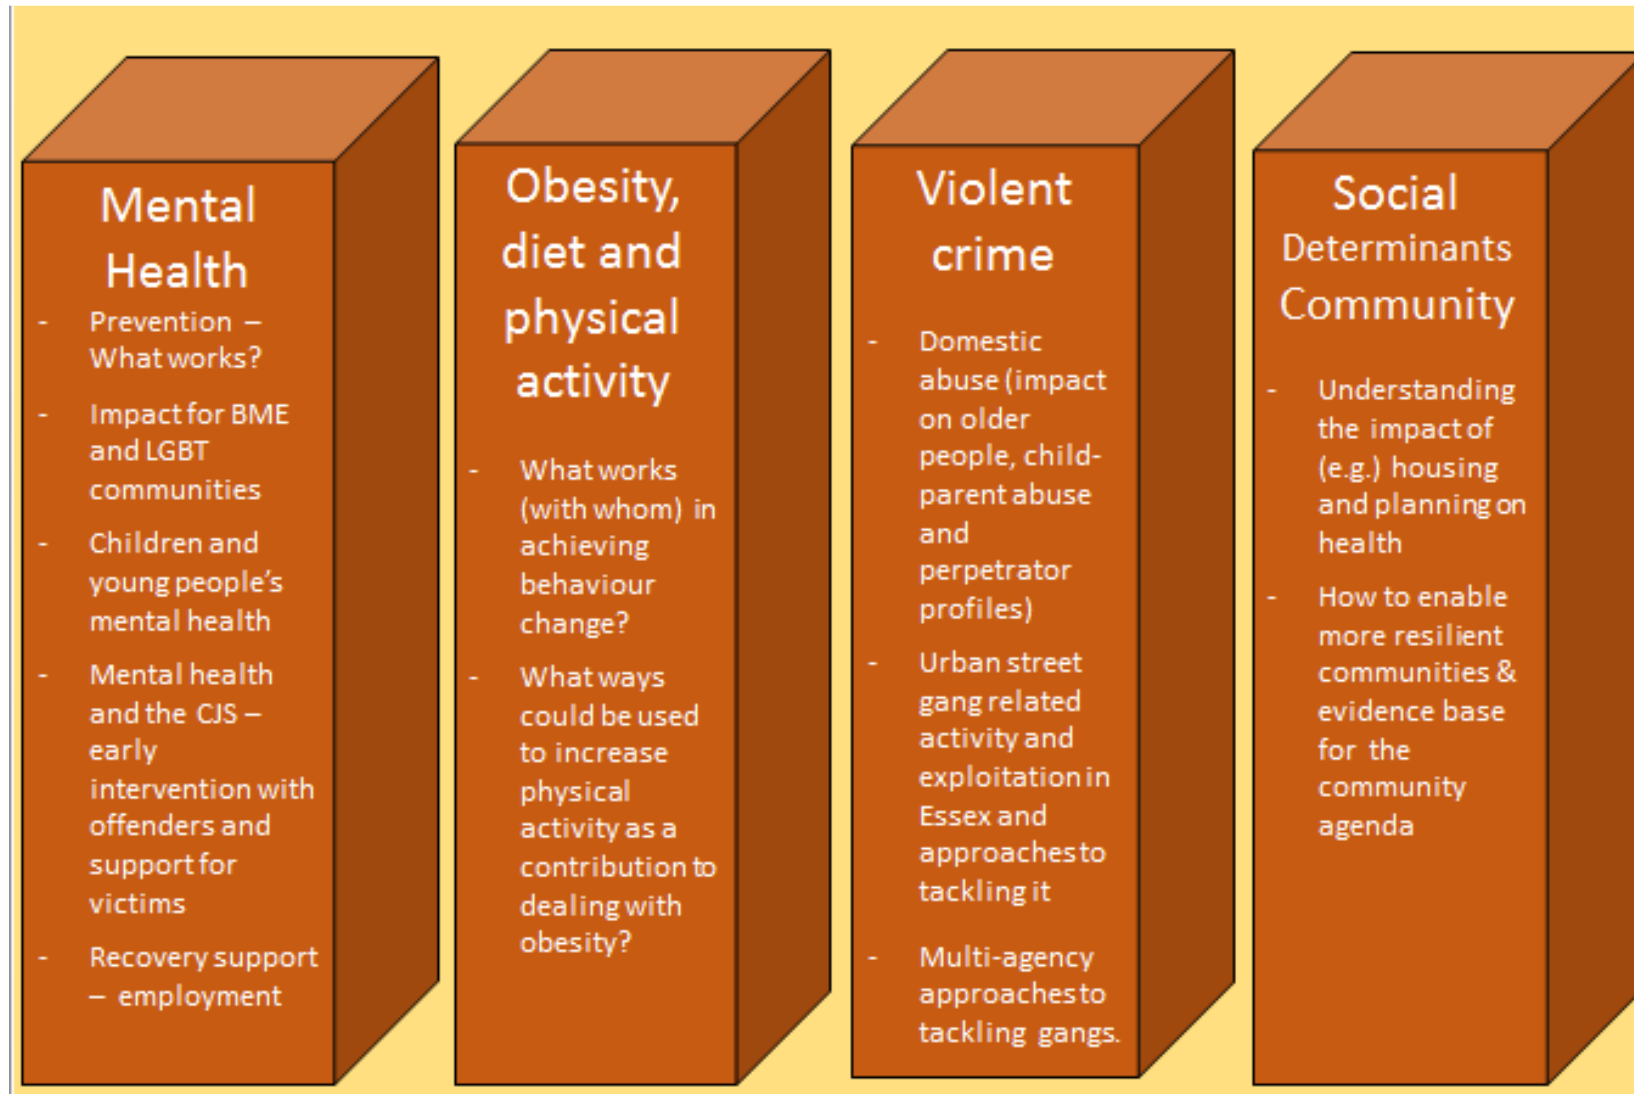 Mental
Health
- Prevention –
What works?
- Impact for BME
and LGBT
communities
- Children and
young people's
mental health
- Mental health
and the CJS –
early
intervention with
offenders and
support for
victims
- Recovery support
– employment
Obesity,
diet and
physical
activity
- What works
(with whom) in
achieving
behaviour
change?
- What ways
could be used
to increase
physical
activity as a
contribution to
dealing with
obesity?
Violent
crime
- Domestic
abuse (impact
on older
people, child-
parent abuse
and
perpetrator
profiles)
- Urban street
gang related
activity and
exploitation in
Essex and
approaches to
tackling it
- Multi-agency
approaches to
tackling gangs.
Social
Determinants
Community
- Understanding
the impact of
(e.g.) housing
and planning on
health
- How to enable
more resilient
communities &
evidence base
for the
community
agenda